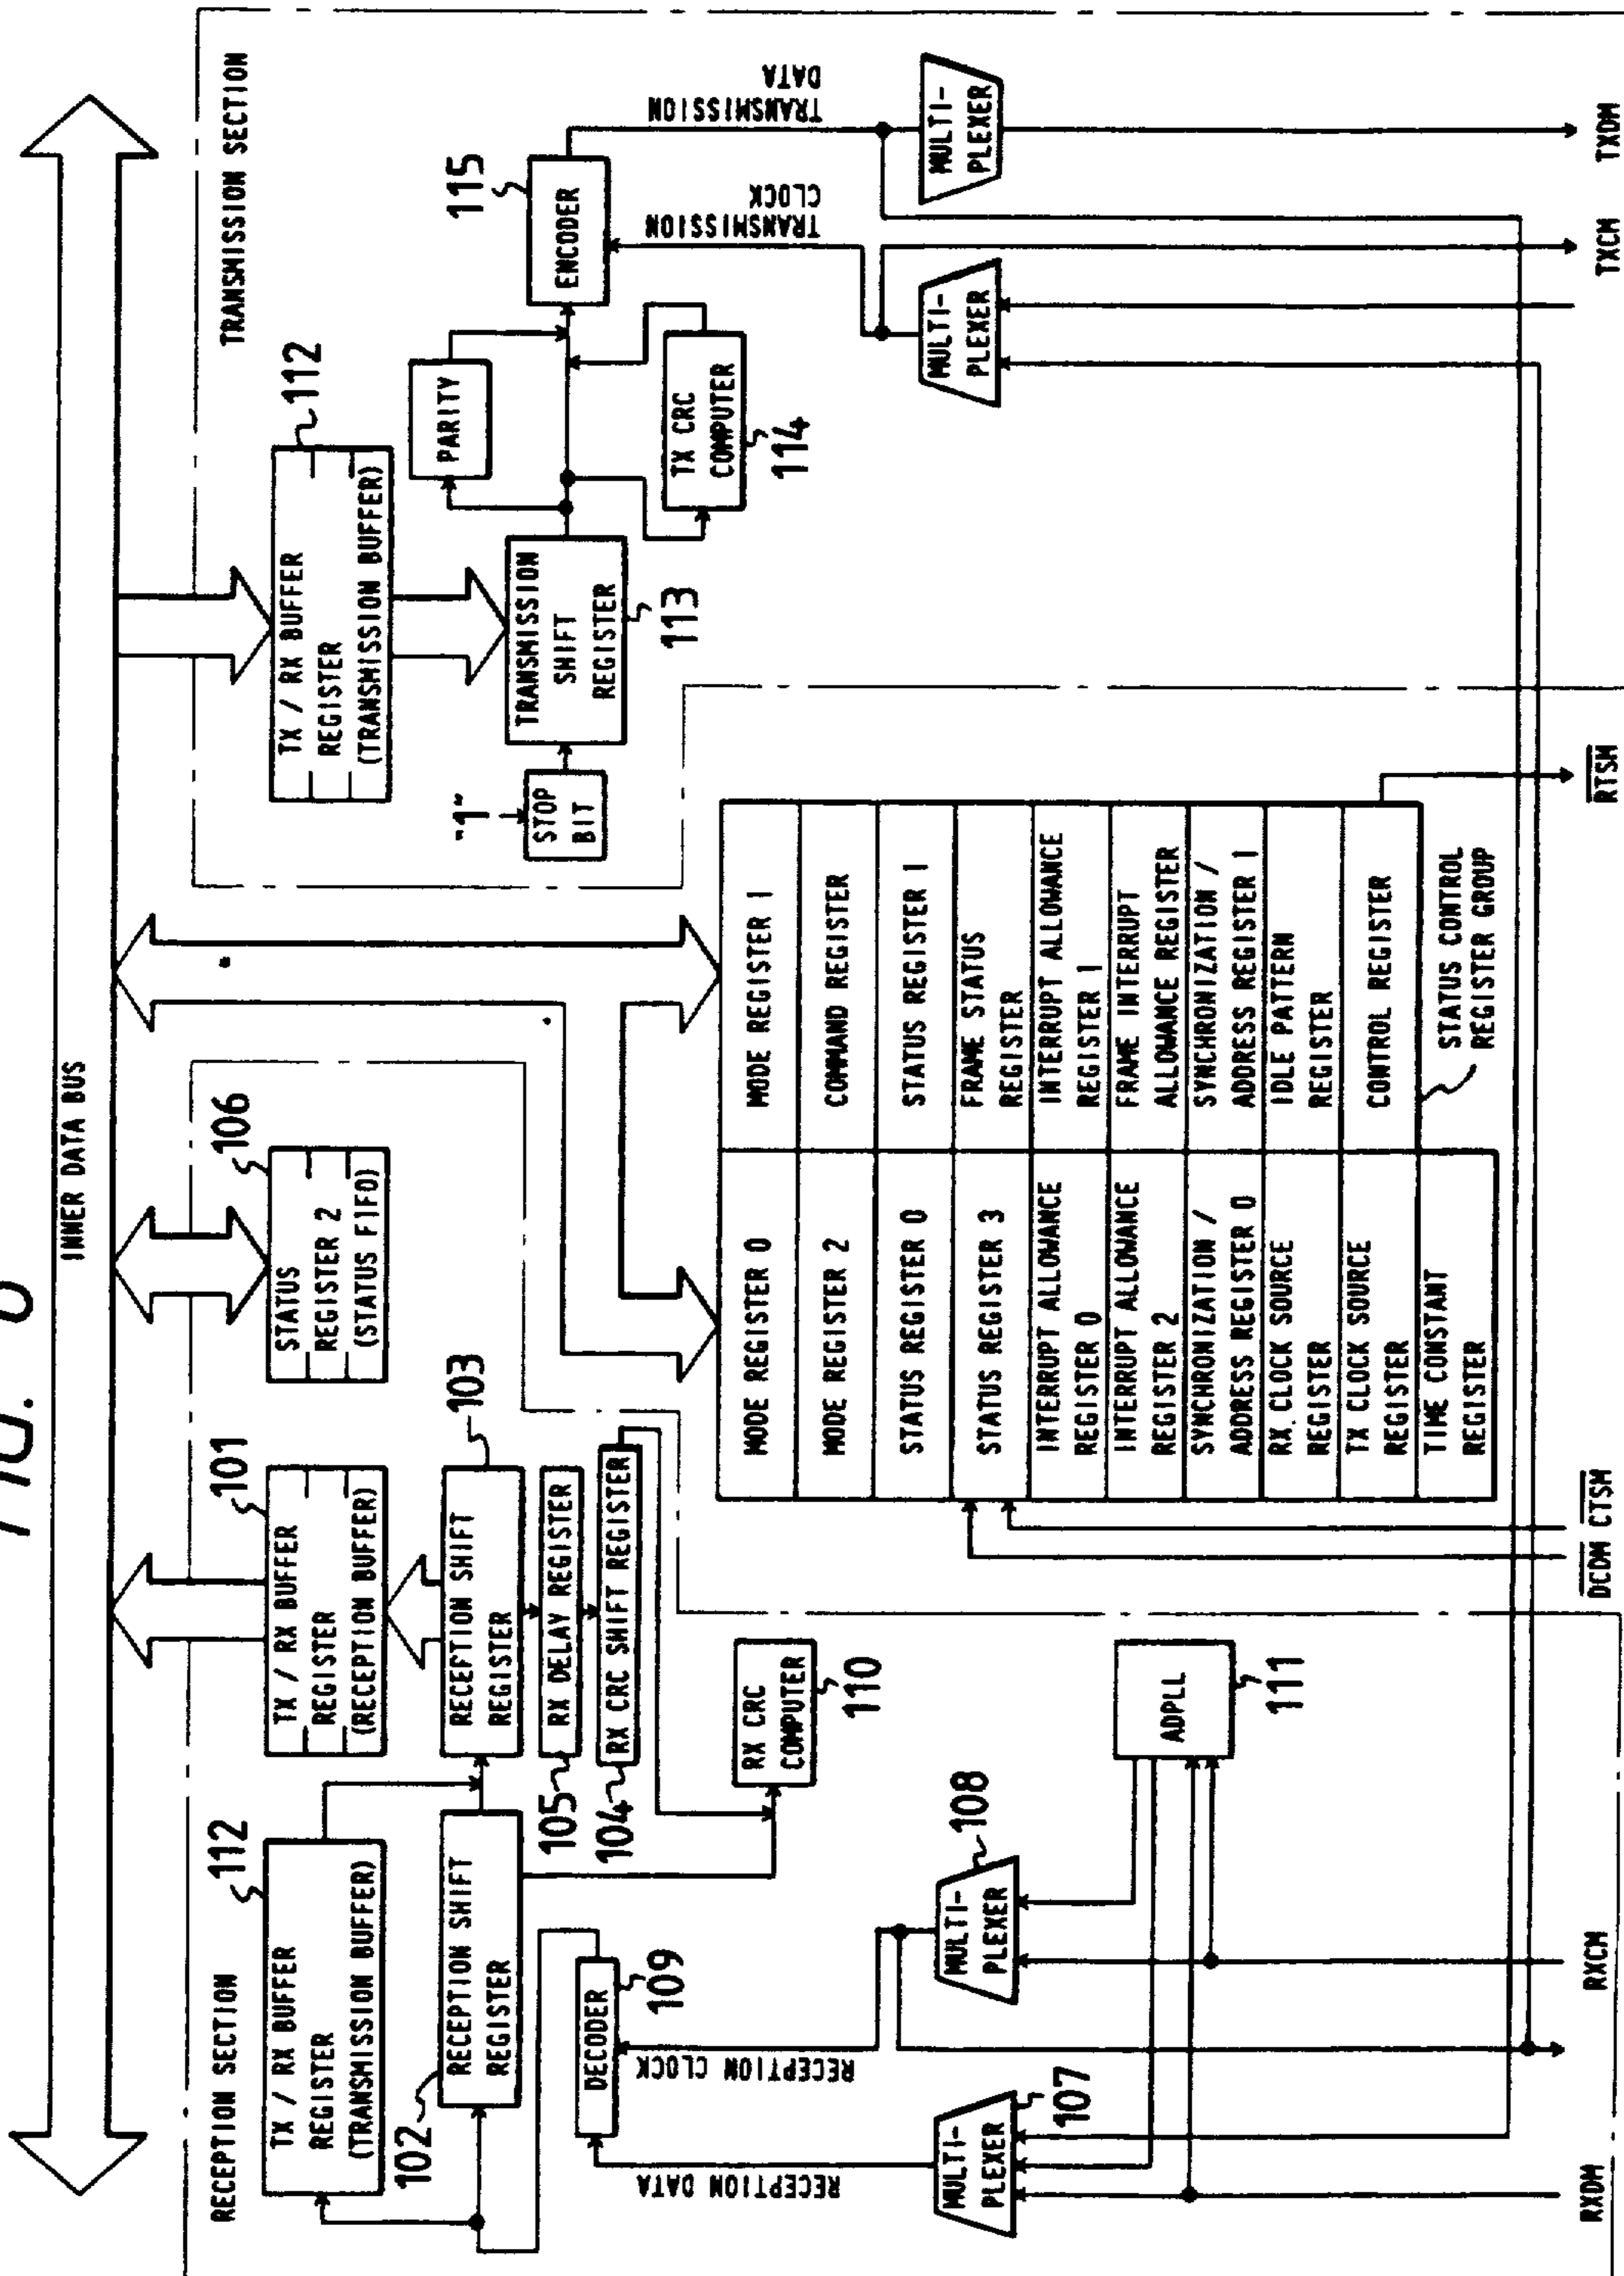 FIG. 6
INNER DATA BUS
RECEPTION SECTION
112
TX / RX BUFFER
REGISTER
(TRANSMISSION BUFFER)
102
RECEPTION SHIFT
REGISTER
101
TX / RX BUFFER
REGISTER
(RECEPTION BUFFER)
103
RECEPTION SHIFT
REGISTER
105
RX DELAY REGISTER
104
RX CRC SHIFT REGISTER
106
STATUS
REGISTER 2
(STATUS FIFO)
DECODER
109
RX CRC
COMPUTER
110
RECEPTION DATA
RECEPTION CLOCK
MULTI-
PLEXER
107
MULTI-
PLEXER
108
ADPLL
111
RXDM
RXCM
MODE REGISTER 0
MODE REGISTER 1
MODE REGISTER 2
COMMAND REGISTER
STATUS REGISTER 0
STATUS REGISTER 1
STATUS REGISTER 3
FRAME STATUS
REGISTER
INTERRUPT ALLOWANCE
REGISTER 0
INTERRUPT ALLOWANCE
REGISTER 1
INTERRUPT ALLOWANCE
REGISTER 2
FRAME INTERRUPT
ALLOWANCE REGISTER
SYNCHRONIZATION /
ADDRESS REGISTER 0
SYNCHRONIZATION /
ADDRESS REGISTER 1
RX CLOCK SOURCE
REGISTER
IDLE PATTERN
REGISTER
TX CLOCK SOURCE
REGISTER
CONTROL REGISTER
TIME CONSTANT
REGISTER
STATUS CONTROL
REGISTER GROUP
DCDM CTSM
RTSM
TRANSMISSION SECTION
112
TX / RX BUFFER
REGISTER
(TRANSMISSION BUFFER)
"1"
STOP
BIT
TRANSMISSION
SHIFT
REGISTER
113
PARITY
TX CRC
COMPUTER
114
ENCODER
115
TRANSMISSION
CLOCK
TRANSMISSION
DATA
MULTI-
PLEXER
MULTI-
PLEXER
TXCM
TXDM